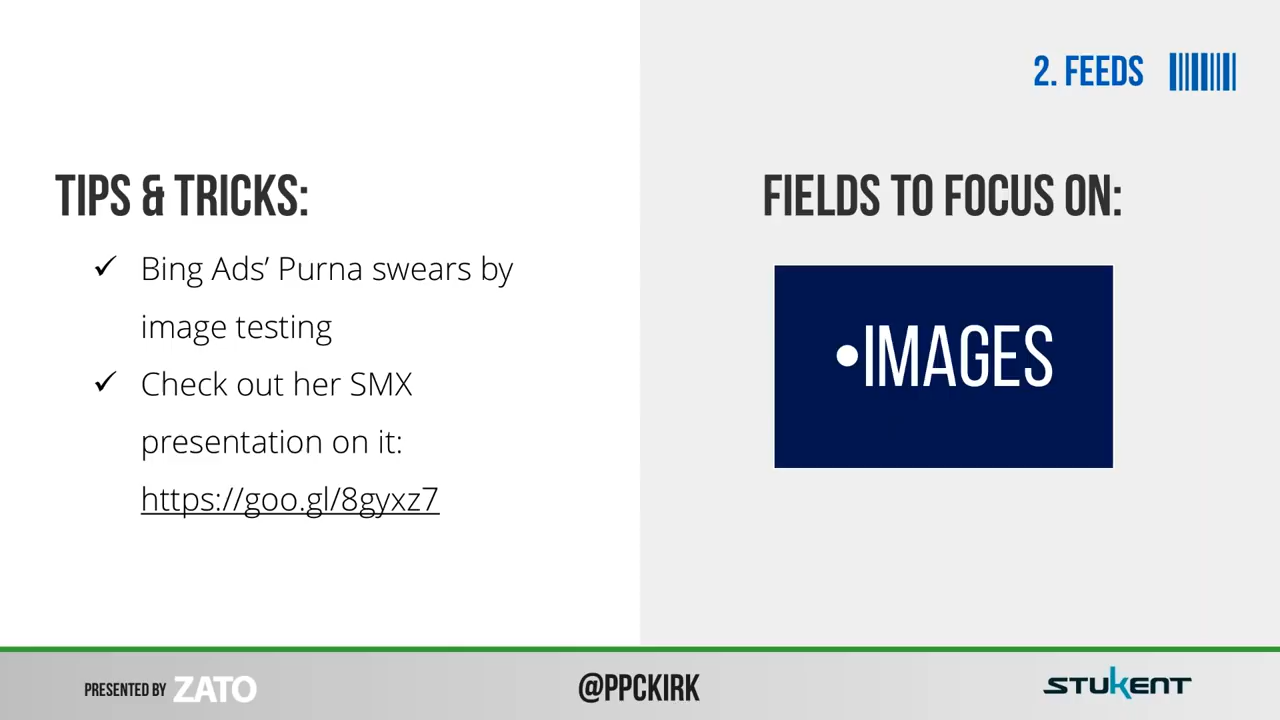 2. FEEDS
TIPS & TRICKS:
✓ Bing Ads’ Purna swears by
image testing
✓ Check out her SMX
presentation on it:
https://goo.gl/8gyxz7
FIELDS TO FOCUS ON:
•IMAGES
PRESENTED BY ZATO
@PPCKIRK
STUKENT